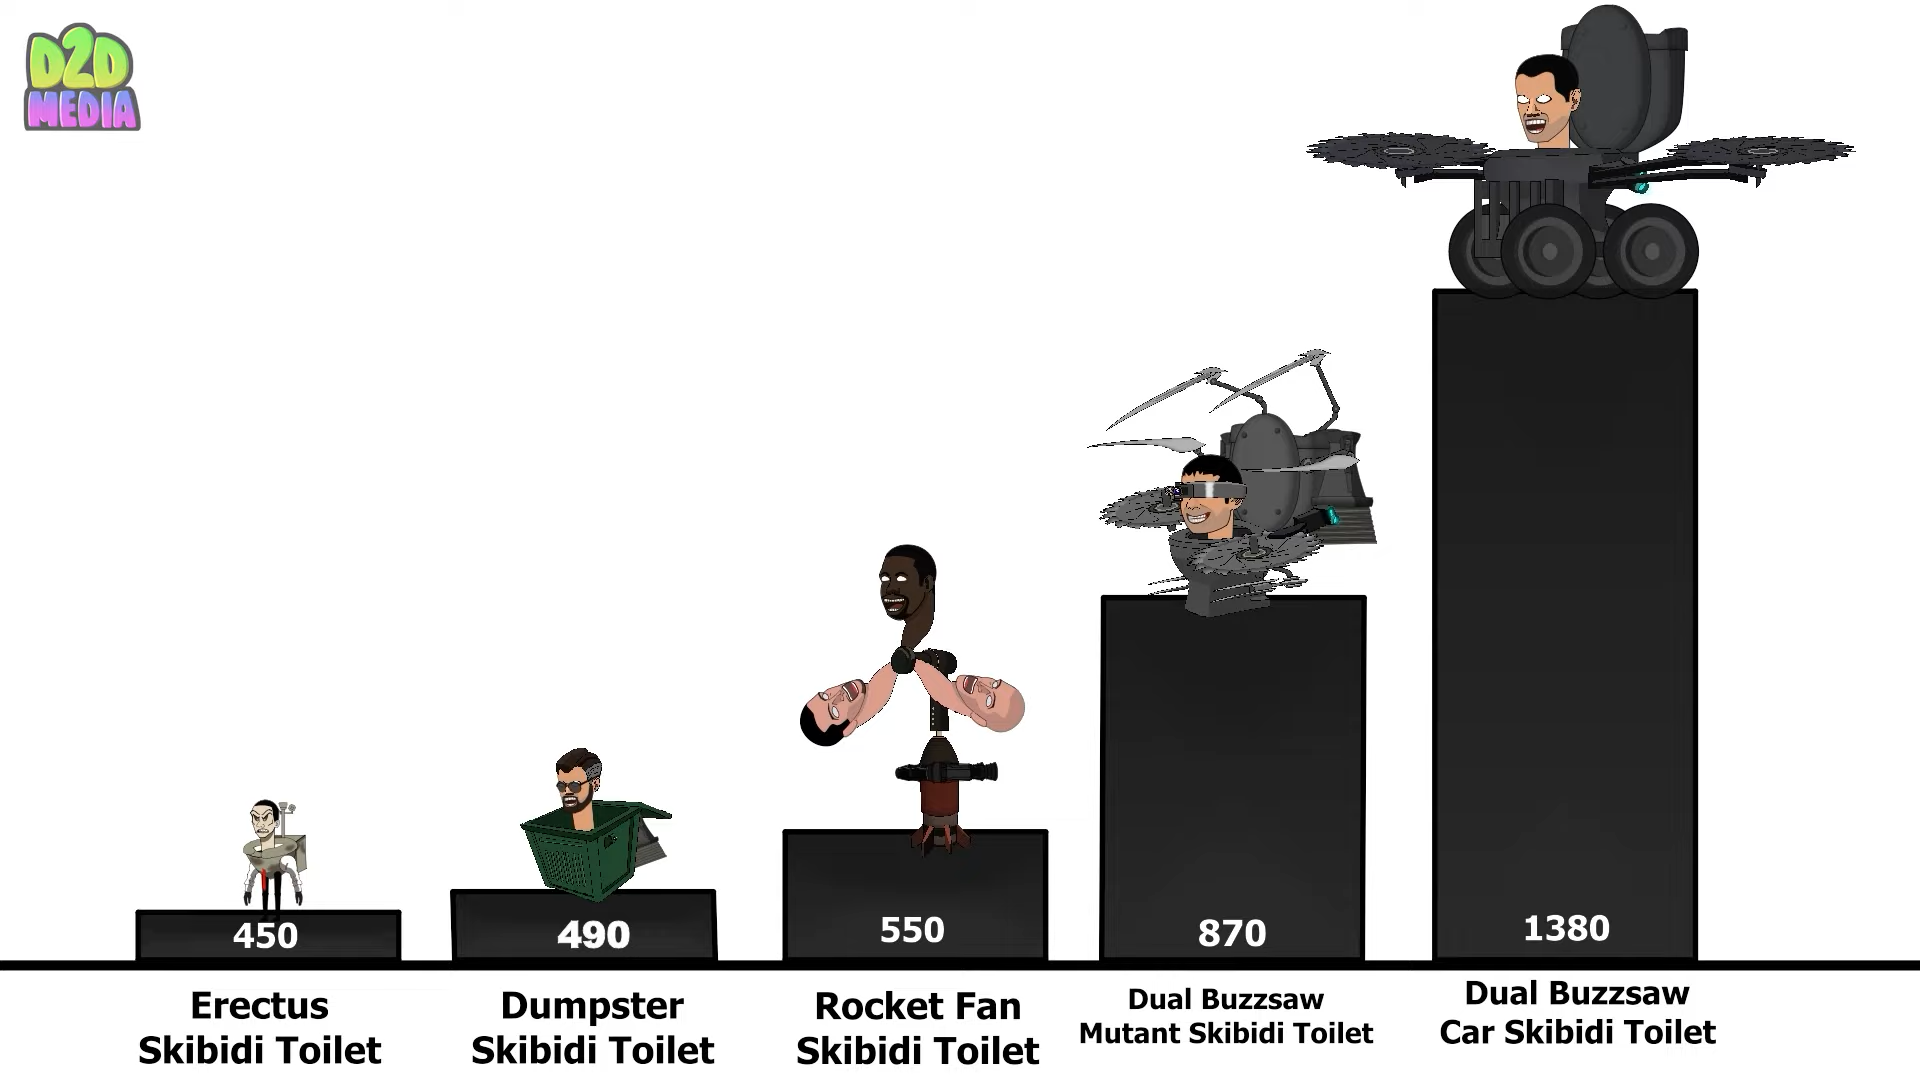 D2D
MEDIA
450
490
550
870
1380
Erectus
Skibidi Toilet
Dumpster
Skibidi Toilet
Rocket Fan
Skibidi Toilet
Dual Buzzsaw
Mutant Skibidi Toilet
Dual Buzzsaw
Car Skibidi Toilet